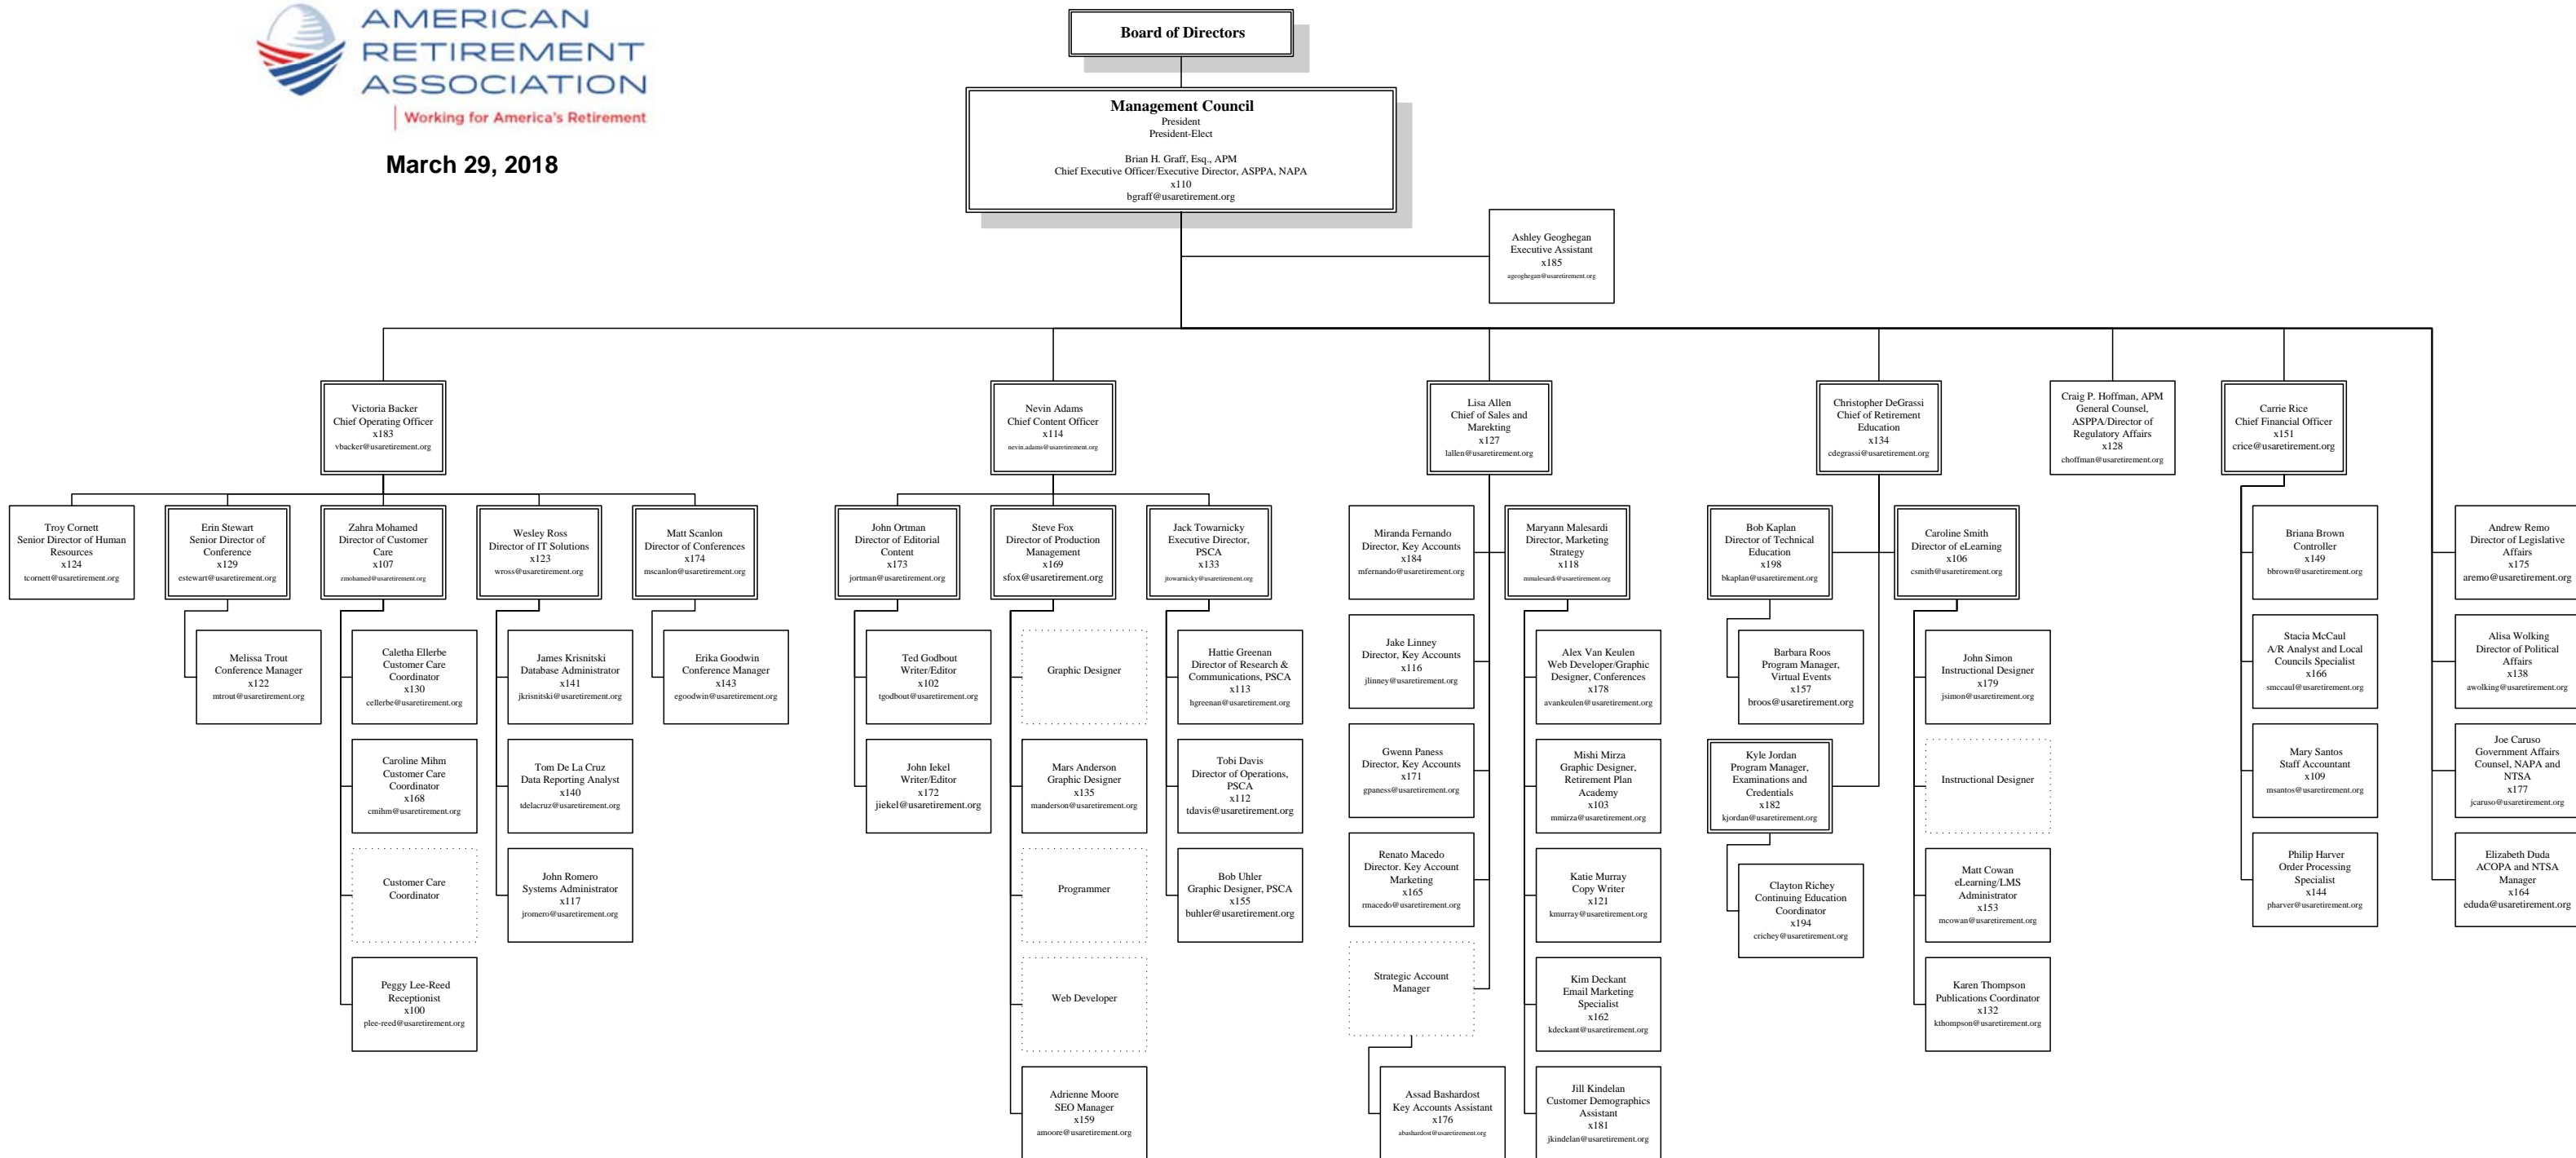 AMERICAN
RETIREMENT
ASSOCIATION
Working for America's Retirement
March 29, 2018
Board of Directors
Management Council
President
President-Elect
Brian H. Graff, Esq., APM
Chief Executive Officer/Executive Director, ASPPA, NAPA
x110
bgraff@usaretirement.org
Ashley Geoghegan
Executive Assistant
x185
ageoghegan@usaretirement.org
Victoria Backer
Chief Operating Officer
x183
vbacker@usaretirement.org
Nevin Adams
Chief Content Officer
x114
nevin.adams@usaretirement.org
Lisa Allen
Chief of Sales and
Marekting
x127
lallen@usaretirement.org
Christopher DeGrassi
Chief of Retirement
Education
x134
cdegrassi@usaretirement.org
Craig P. Hoffman, APM
General Counsel,
ASPPA/Director of
Regulatory Affairs
x128
choffman@usaretirement.org
Carrie Rice
Chief Financial Officer
x151
crice@usaretirement.org
Troy Cornett
Senior Director of Human
Resources
x124
tcornett@usaretirement.org
Erin Stewart
Senior Director of
Conference
x129
estewart@usaretirement.org
Zahra Mohamed
Director of Customer
Care
x107
zmohamed@usaretirement.org
Wesley Ross
Director of IT Solutions
x123
wross@usaretirement.org
Matt Scanlon
Director of Conferences
x174
mscanlon@usaretirement.org
John Ortman
Director of Editorial
Content
x173
jortman@usaretirement.org
Steve Fox
Director of Production
Management
x169
sfox@usaretirement.org
Jack Towarnicky
Executive Director,
PSCA
x133
jtowarnicky@usaretirement.org
Miranda Fernando
Director, Key Accounts
x184
mfernando@usaretirement.org
Maryann Malesardi
Director, Marketing
Strategy
x118
mmalesardi@usaretirement.org
Bob Kaplan
Director of Technical
Education
x198
bkaplan@usaretirement.org
Caroline Smith
Director of eLearning
x106
csmith@usaretirement.org
Briana Brown
Controller
x149
bbrown@usaretirement.org
Andrew Remo
Director of Legislative
Affairs
x175
aremo@usaretirement.org
Melissa Trout
Conference Manager
x122
mtrout@usaretirement.org
Caletha Ellerbe
Customer Care
Coordinator
x130
cellerbe@usaretirement.org
James Krisnitski
Database Administrator
x141
jkrisnitski@usaretirement.org
Erika Goodwin
Conference Manager
x143
egoodwin@usaretirement.org
Ted Godbout
Writer/Editor
x102
tgodbout@usaretirement.org
Graphic Designer
Hattie Greenan
Director of Research &
Communications, PSCA
x113
hgreenan@usaretirement.org
Jake Linney
Director, Key Accounts
x116
jlinney@usaretirement.org
Alex Van Keulen
Web Developer/Graphic
Designer, Conferences
x178
avankeulen@usaretirement.org
Barbara Roos
Program Manager,
Virtual Events
x157
broos@usaretirement.org
John Simon
Instructional Designer
x179
jsimon@usaretirement.org
Stacia McCaul
A/R Analyst and Local
Councils Specialist
x166
smccaul@usaretirement.org
Alisa Wolking
Director of Political
Affairs
x138
awolking@usaretirement.org
Caroline Mihm
Customer Care
Coordinator
x168
cmihm@usaretirement.org
Tom De La Cruz
Data Reporting Analyst
x140
tdelacruz@usaretirement.org
John Iekel
Writer/Editor
x172
jiekel@usaretirement.org
Mars Anderson
Graphic Designer
x135
manderson@usaretirement.org
Tobi Davis
Director of Operations,
PSCA
x112
tdavis@usaretirement.org
Gwenn Paness
Director, Key Accounts
x171
gpaness@usaretirement.org
Mishi Mirza
Graphic Designer,
Retirement Plan
Academy
x103
mmirza@usaretirement.org
Kyle Jordan
Program Manager,
Examinations and
Credentials
x182
kjordan@usaretirement.org
Instructional Designer
Mary Santos
Staff Accountant
x109
msantos@usaretirement.org
Joe Caruso
Government Affairs
Counsel, NAPA and
NTSA
x177
jcaruso@usaretirement.org
Customer Care
Coordinator
John Romero
Systems Administrator
x117
jromero@usaretirement.org
Programmer
Bob Uhler
Graphic Designer, PSCA
x155
buhler@usaretirement.org
Renato Macedo
Director. Key Account
Marketing
x165
rmacedo@usaretirement.org
Katie Murray
Copy Writer
x121
kmurray@usaretirement.org
Clayton Richey
Continuing Education
Coordinator
x194
crichey@usaretirement.org
Matt Cowan
eLearning/LMS
Administrator
x153
mcowan@usaretirement.org
Philip Harver
Order Processing
Specialist
x144
pharver@usaretirement.org
Elizabeth Duda
ACOPA and NTSA
Manager
x164
eduda@usaretirement.org
Peggy Lee-Reed
Receptionist
x100
plee-reed@usaretirement.org
Web Developer
Strategic Account
Manager
Kim Deckant
Email Marketing
Specialist
x162
kdeckant@usaretirement.org
Karen Thompson
Publications Coordinator
x132
kthompson@usaretirement.org
Adrienne Moore
SEO Manager
x159
amoore@usaretirement.org
Assad Bashardost
Key Accounts Assistant
x176
abashardost@usaretirement.org
Jill Kindelan
Customer Demographics
Assistant
x181
jkindelan@usaretirement.org